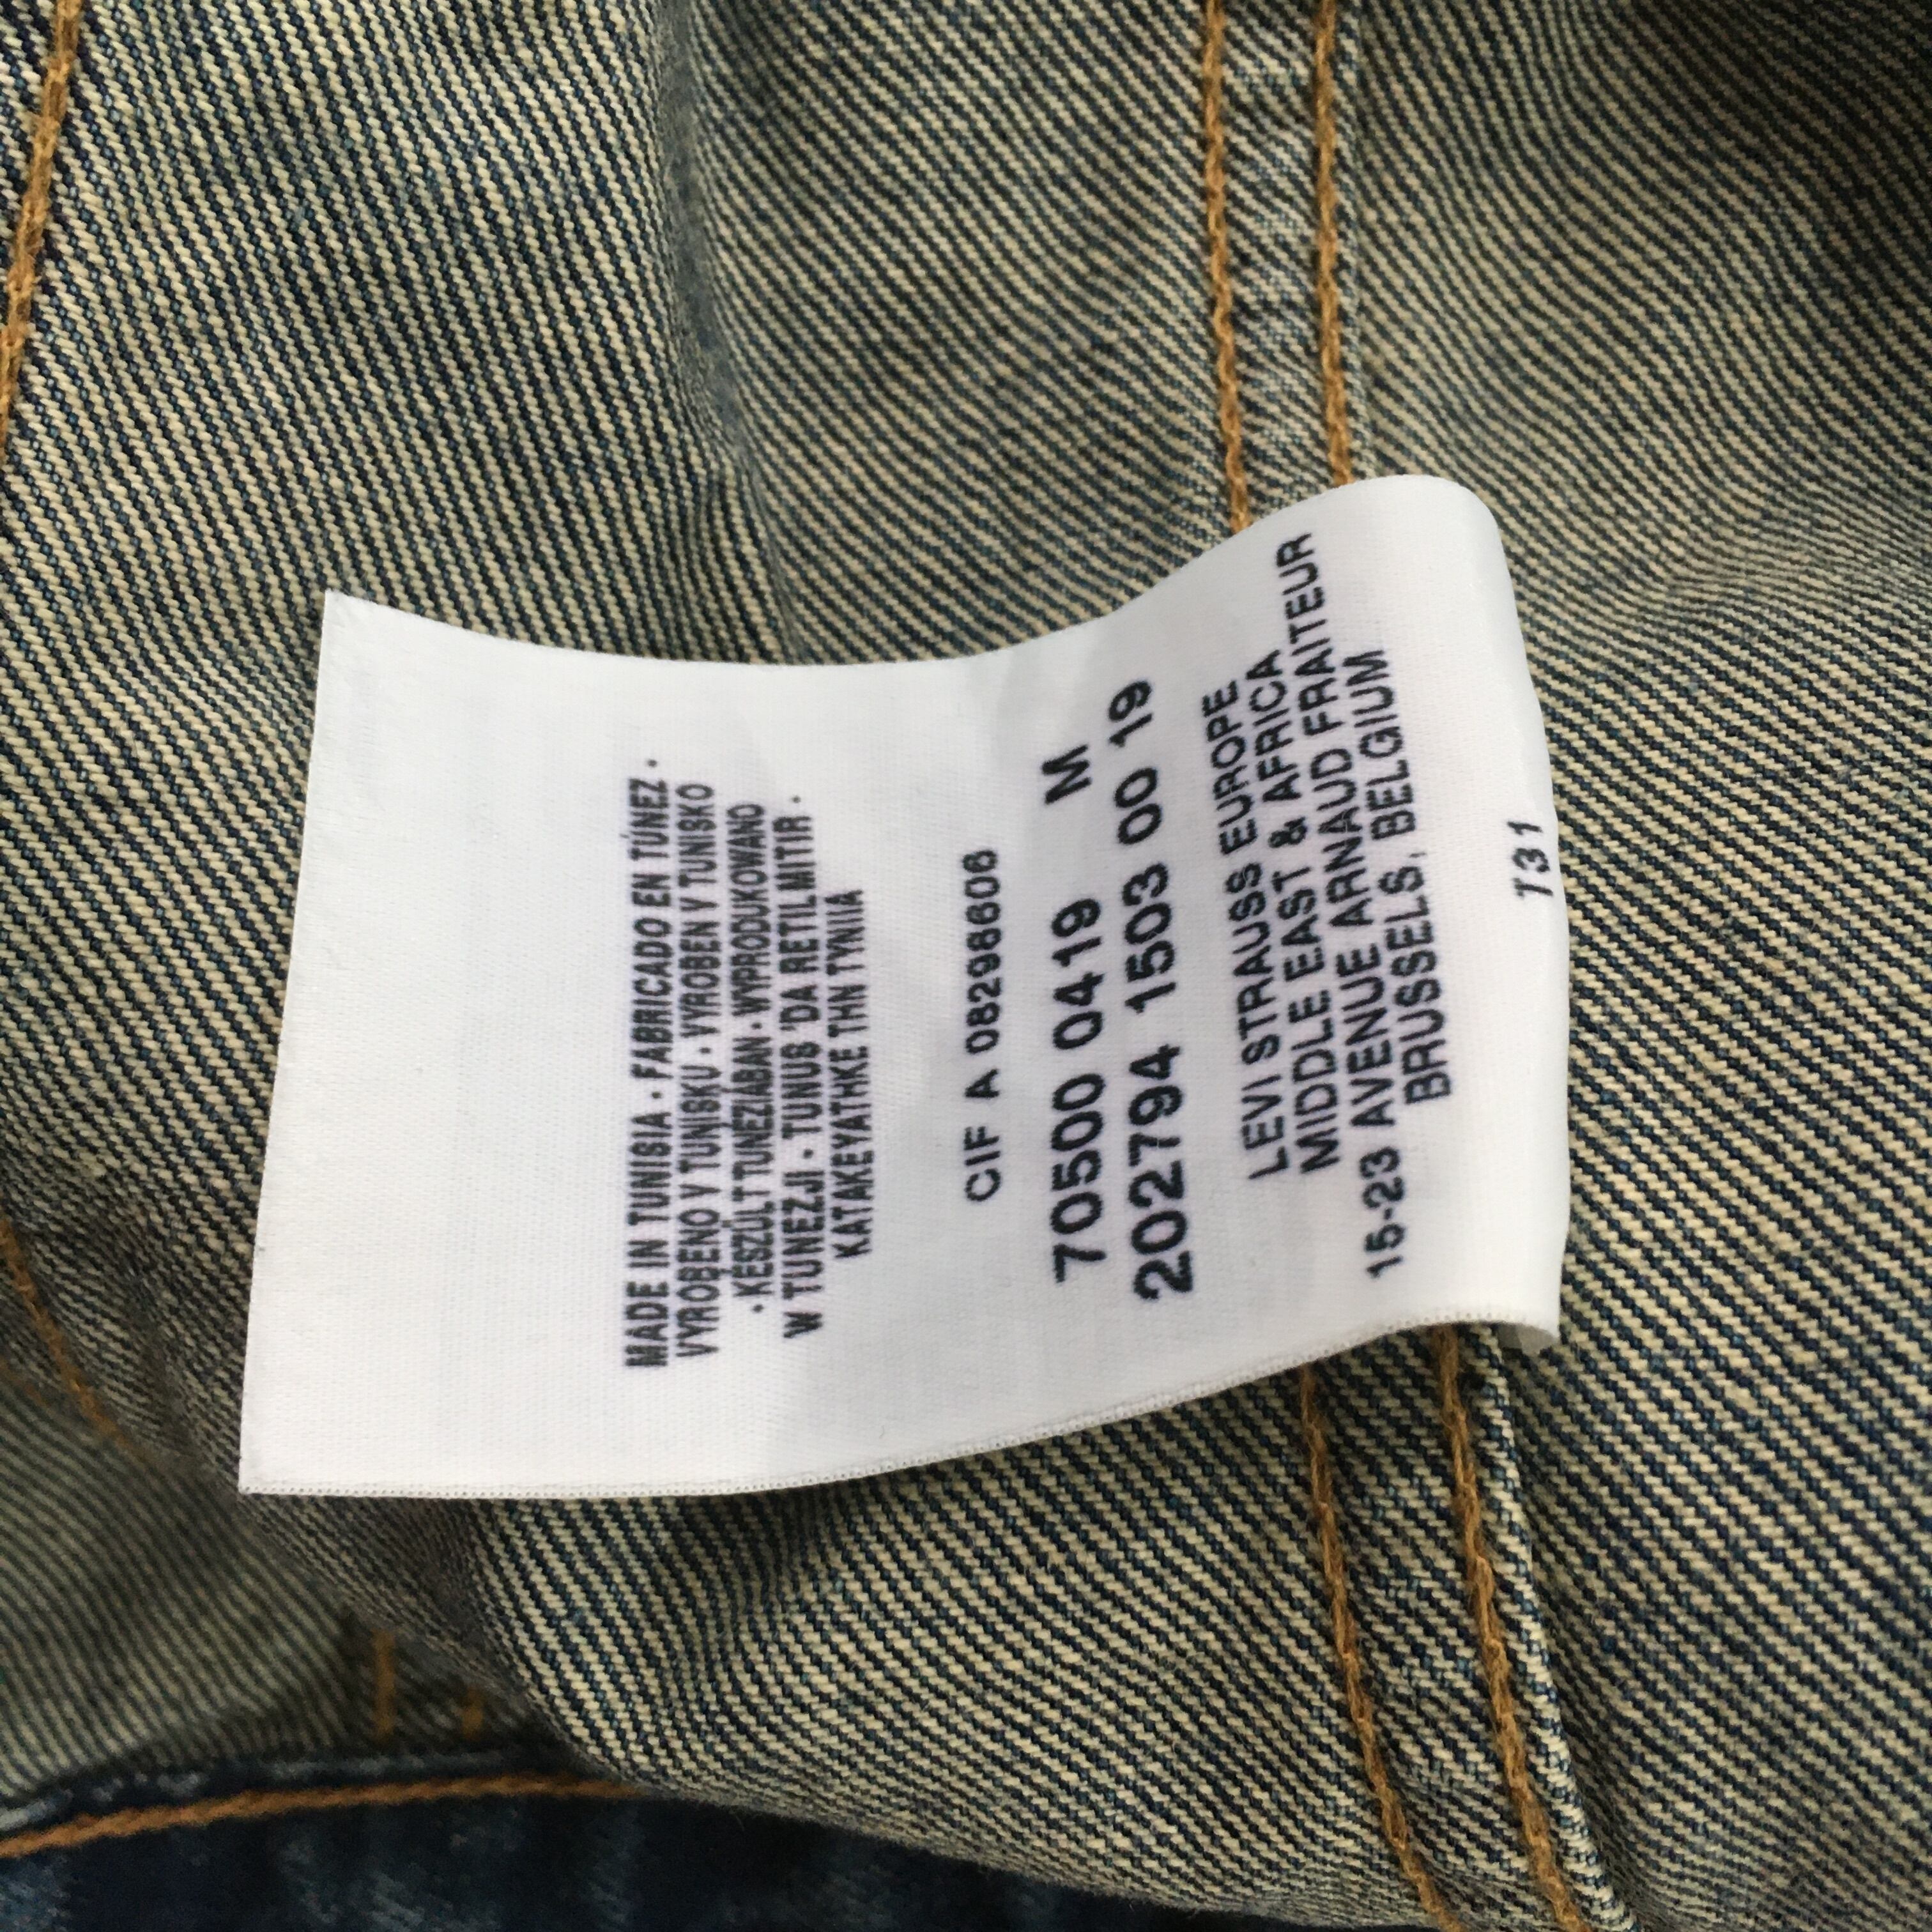 MADE IN TUNISIA · FABRICADO EN TÚNEZ ·
VYROBENO V TUNISKU · VYROBEN V TUNISKO
· KÉSZÜLT TUNÉZIÁBAN · WYPRODUKOWANO
W TUNEZJI · TUNUS 'DA RETILMITIR ·
KATAKEYATHKE THN TYNIIA
CIF A 08298606
70500 0419 M
202794 1503 00 19
LEVI STRAUSS EUROPE
MIDDLE EAST & AFRICA
15-23 AVENUE ARNAUD FRAITEUR
BRUSSELS, BELGIUM
T31